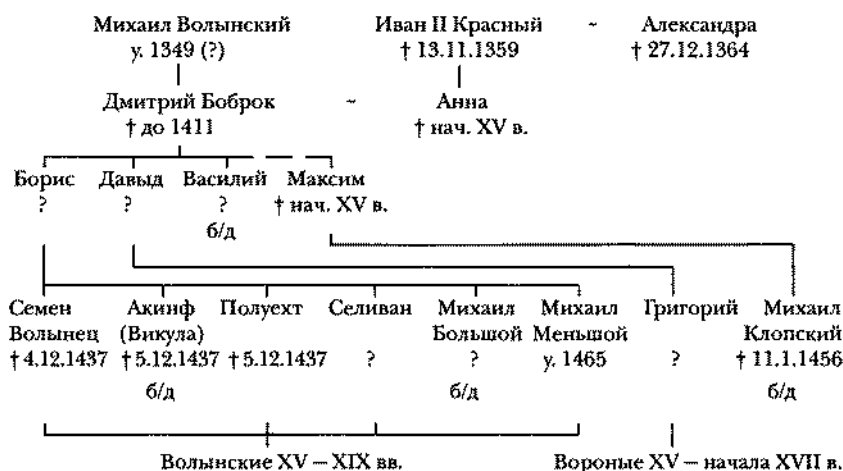 Михаил Волынский Иван II Красный ~ Александра
у. 1349 (?) † 13.11.1359 † 27.12.1364
Дмитрий Боброк ~ Анна
† до 1411 † нач. XV в.
Борис Давыд Василий Максим
? ? ? † нач. XV в.
б/д
Семен Акинф Полуехт Селиван Михаил Михаил Григорий Михаил
Волынец (Викула) Большой Меньшой Клопский
† 4.12.1437 † 5.12.1437 † 5.12.1437 ? ? у. 1465 ? † 11.1.1456
б/д б/д б/д
Волынские XV – XIX вв. Вороные XV – начала XVII в.